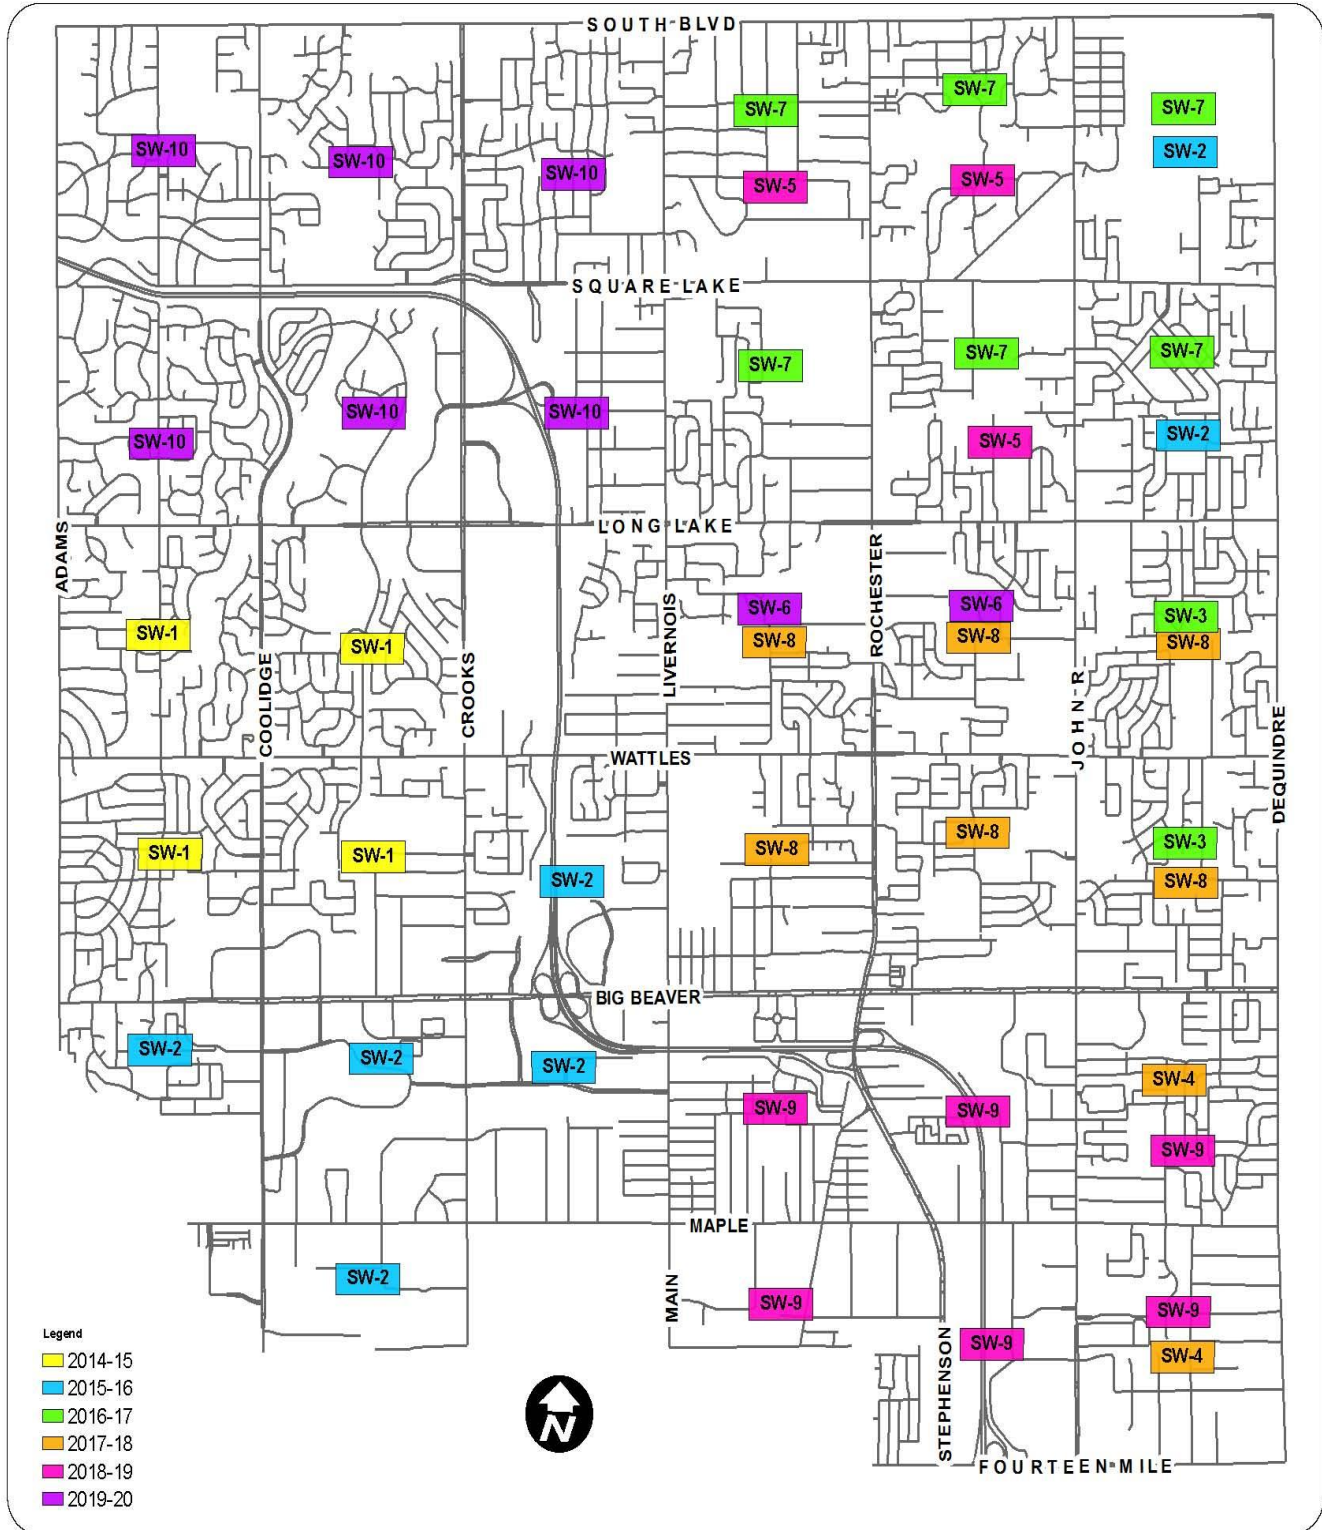 SOUTH BLVD
SW-7
SW-7
SW-7
SW-10
SW-10
SW-10
SW-2
SW-5
SW-5
SQUARE LAKE
SW-7
SW-7
SW-7
SW-10
SW-10
SW-10
SW-5
SW-2
LONG LAKE
ADAMS
ROCHESTER
SW-6
SW-6
SW-3
SW-1
SW-1
SW-8
SW-8
SW-8
LIVERNOIS
COOLIDGE
CROOKS
JOHN R
DEQUINDRE
WATTLES
SW-1
SW-1
SW-8
SW-8
SW-3
SW-2
SW-8
BIG BEAVER
SW-2
SW-2
SW-2
SW-4
SW-9
SW-9
SW-9
MAPLE
SW-2
MAIN
SW-9
SW-9
SW-9
SW-4
STEPHENSON
FOURTEEN MILE
N
Legend
2014-15
2015-16
2016-17
2017-18
2018-19
2019-20